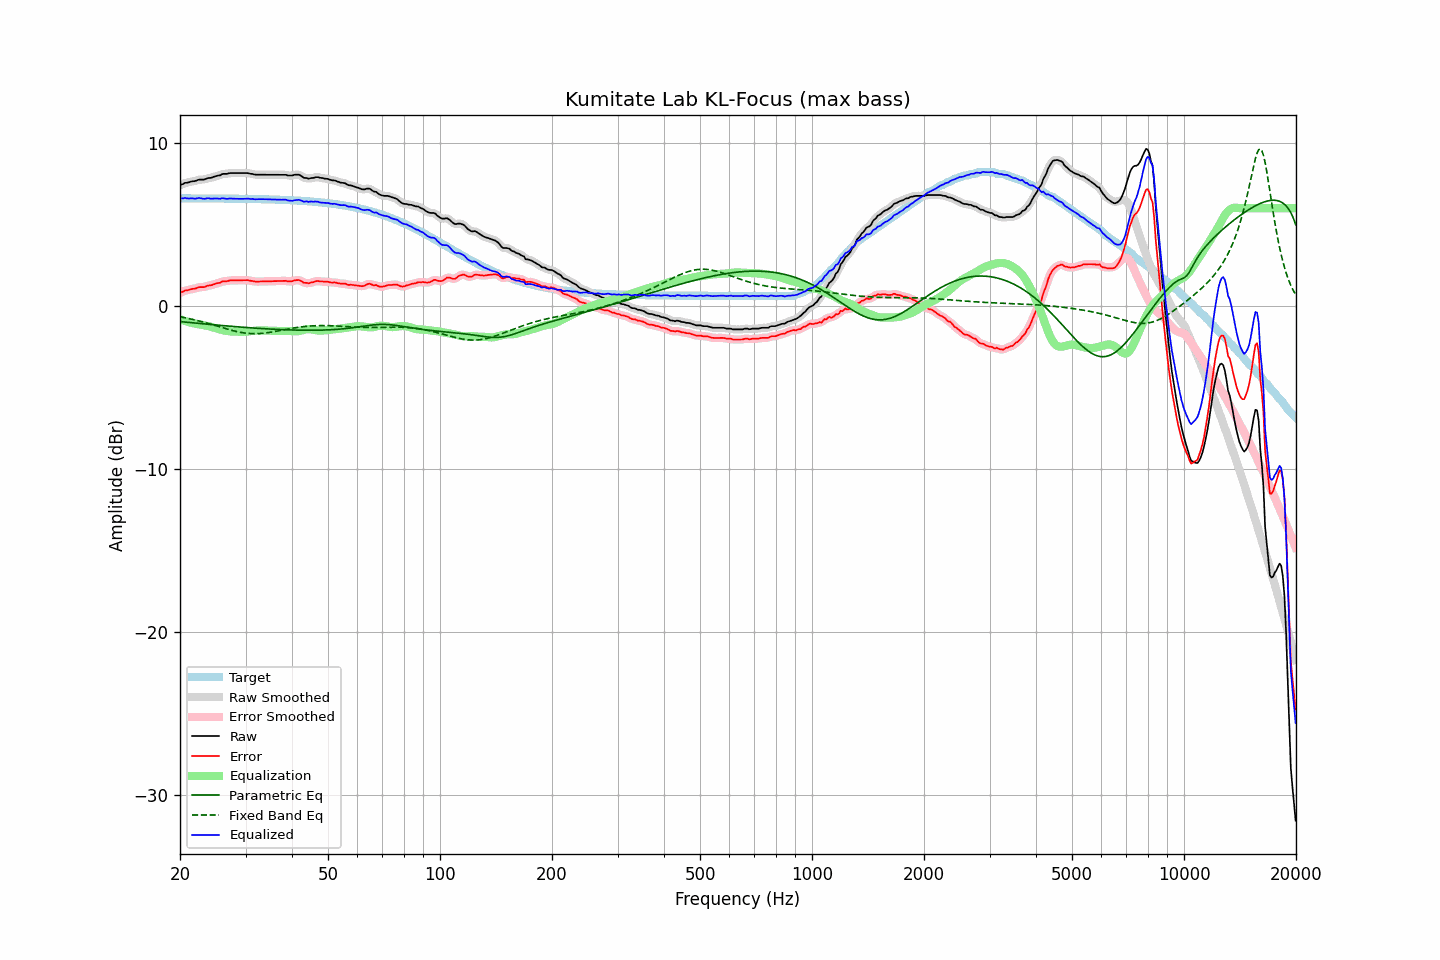 Kumitate Lab KL-Focus (max bass)
10
0
−10
−20
−30
Amplitude (dBr)
Target
Raw Smoothed
Error Smoothed
Raw
Error
Equalization
Parametric Eq
Fixed Band Eq
Equalized
20 50 100 200 500 1000 2000 5000 10000 20000
Frequency (Hz)